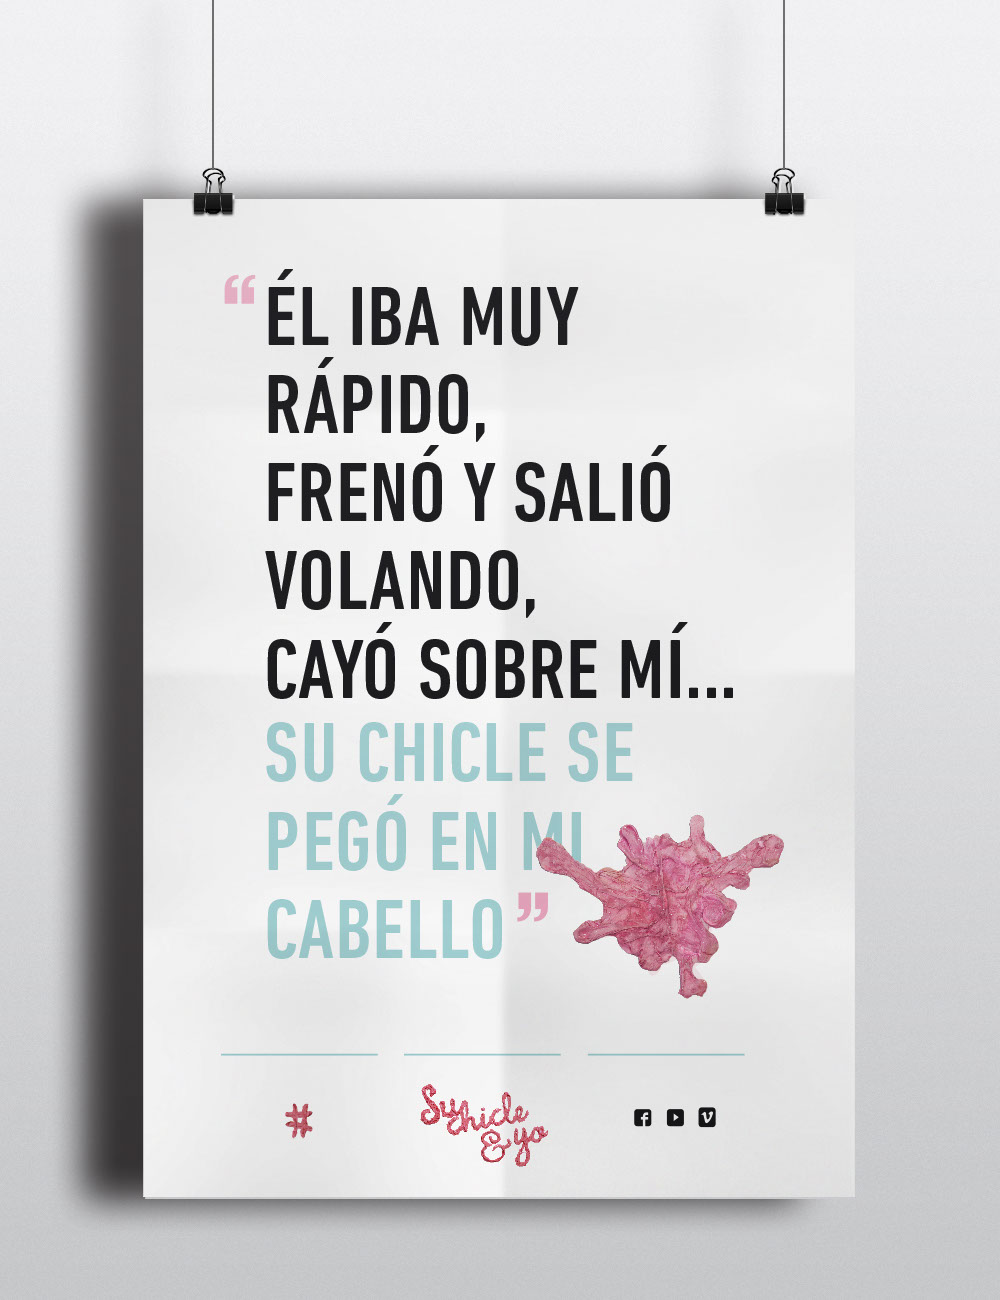 “ÉL IBA MUY
RÁPIDO,
FRENÓ Y SALIÓ
VOLANDO,
CAYÓ SOBRE MÍ...
SU CHICLE SE
PEGÓ EN MI
CABELLO”
#
Su chicle
& yo